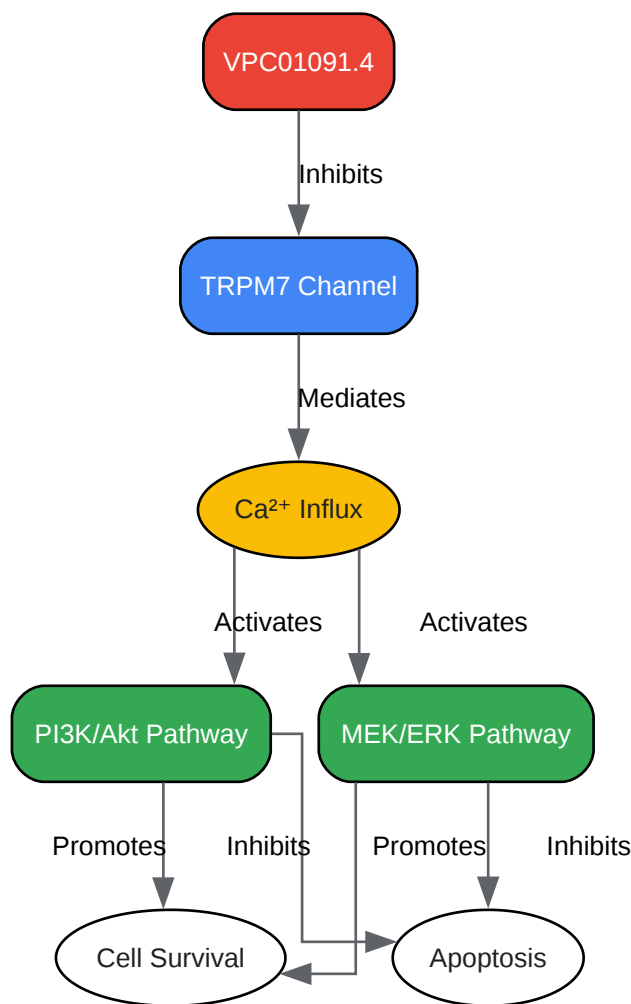 VPC01091.4
Inhibits
TRPM7 Channel
Mediates
Ca²⁺ Influx
Activates
Activates
PI3K/Akt Pathway
MEK/ERK Pathway
Promotes
Inhibits
Promotes
Inhibits
Cell Survival
Apoptosis